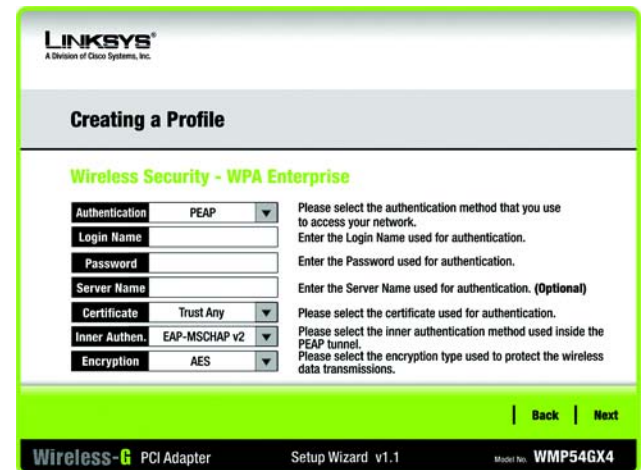 LINKSYS®
A Division of Cisco Systems, Inc.
Creating a Profile
Wireless Security - WPA Enterprise
Authentication PEAP Please select the authentication method that you use
to access your network.
Login Name Enter the Login Name used for authentication.
Password Enter the Password used for authentication.
Server Name Enter the Server Name used for authentication. (Optional)
Certificate Trust Any Please select the certificate used for authentication.
Inner Authen. EAP-MSCHAP v2 Please select the inner authentication method used inside the
PEAP tunnel.
Encryption AES Please select the encryption type used to protect the wireless
data transmissions.
Back Next
Wireless-G PCI Adapter Setup Wizard v1.1 Model No. WMP54GX4